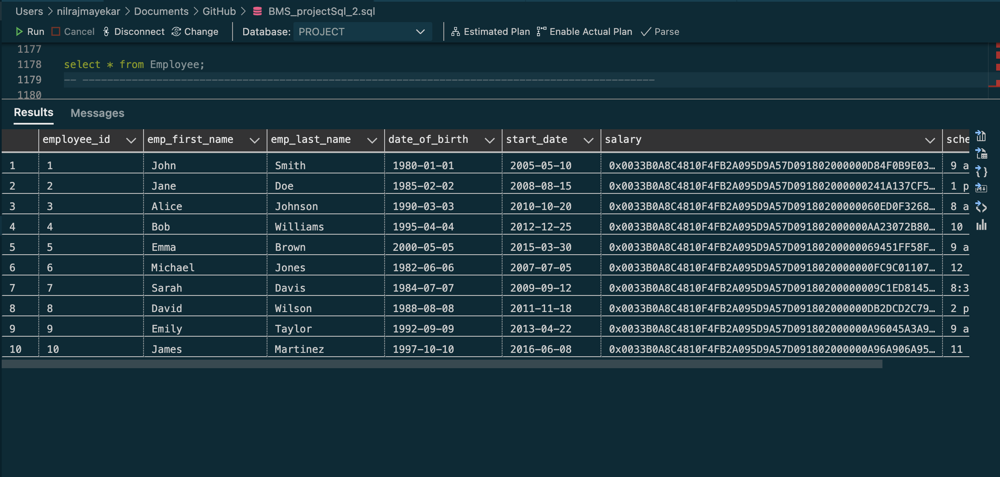 Users > nilrajmayekar > Documents > GitHub > BMS_projectSql_2.sql
Run Cancel Disconnect Change Database: PROJECT Estimated Plan Enable Actual Plan Parse
1177
1178 select * from Employee;
1179 -- ---------------------------------------------------------------------------------------------
1180
Results Messages
employee_id emp_first_name emp_last_name date_of_birth start_date salary sche
1 1 John Smith 1980-01-01 2005-05-10 0x0033B0A8C4810F4FB2A095D9A57D091802000000D84F0B9E03… 9 a
2 2 Jane Doe 1985-02-02 2008-08-15 0x0033B0A8C4810F4FB2A095D9A57D091802000000241A137CF5… 1 p
3 3 Alice Johnson 1990-03-03 2010-10-20 0x0033B0A8C4810F4FB2A095D9A57D09180200000060ED0F3268… 8 a
4 4 Bob Williams 1995-04-04 2012-12-25 0x0033B0A8C4810F4FB2A095D9A57D091802000000AA23072B80… 10
5 5 Emma Brown 2000-05-05 2015-03-30 0x0033B0A8C4810F4FB2A095D9A57D09180200000069451FF58F… 9 a
6 6 Michael Jones 1982-06-06 2007-07-05 0x0033B0A8C4810F4FB2A095D9A57D0918020000000FC9C01107… 12
7 7 Sarah Davis 1984-07-07 2009-09-12 0x0033B0A8C4810F4FB2A095D9A57D09180200000009C1ED8145… 8:3
8 8 David Wilson 1988-08-08 2011-11-18 0x0033B0A8C4810F4FB2A095D9A57D091802000000DB2DCD2C79… 2 p
9 9 Emily Taylor 1992-09-09 2013-04-22 0x0033B0A8C4810F4FB2A095D9A57D091802000000A96045A3A9… 9 a
10 10 James Martinez 1997-10-10 2016-06-08 0x0033B0A8C4810F4FB2A095D9A57D091802000000A96A906A95… 11